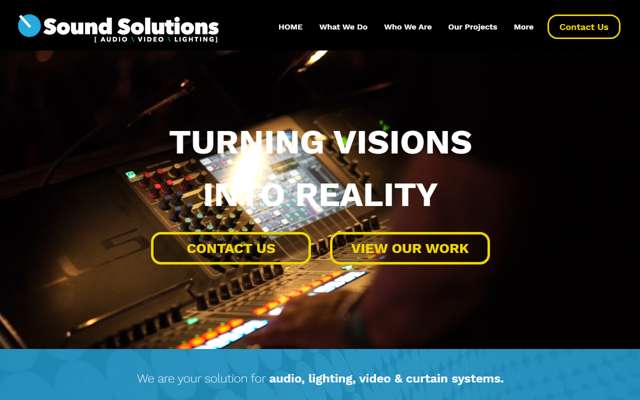 Sound Solutions
[ AUDIO \ VIDEO \ LIGHTING]
HOME
What We Do
Who We Are
Our Projects
More
Contact Us
TURNING VISIONS
INTO REALITY
CONTACT US
VIEW OUR WORK
We are your solution for audio, lighting, video & curtain systems.